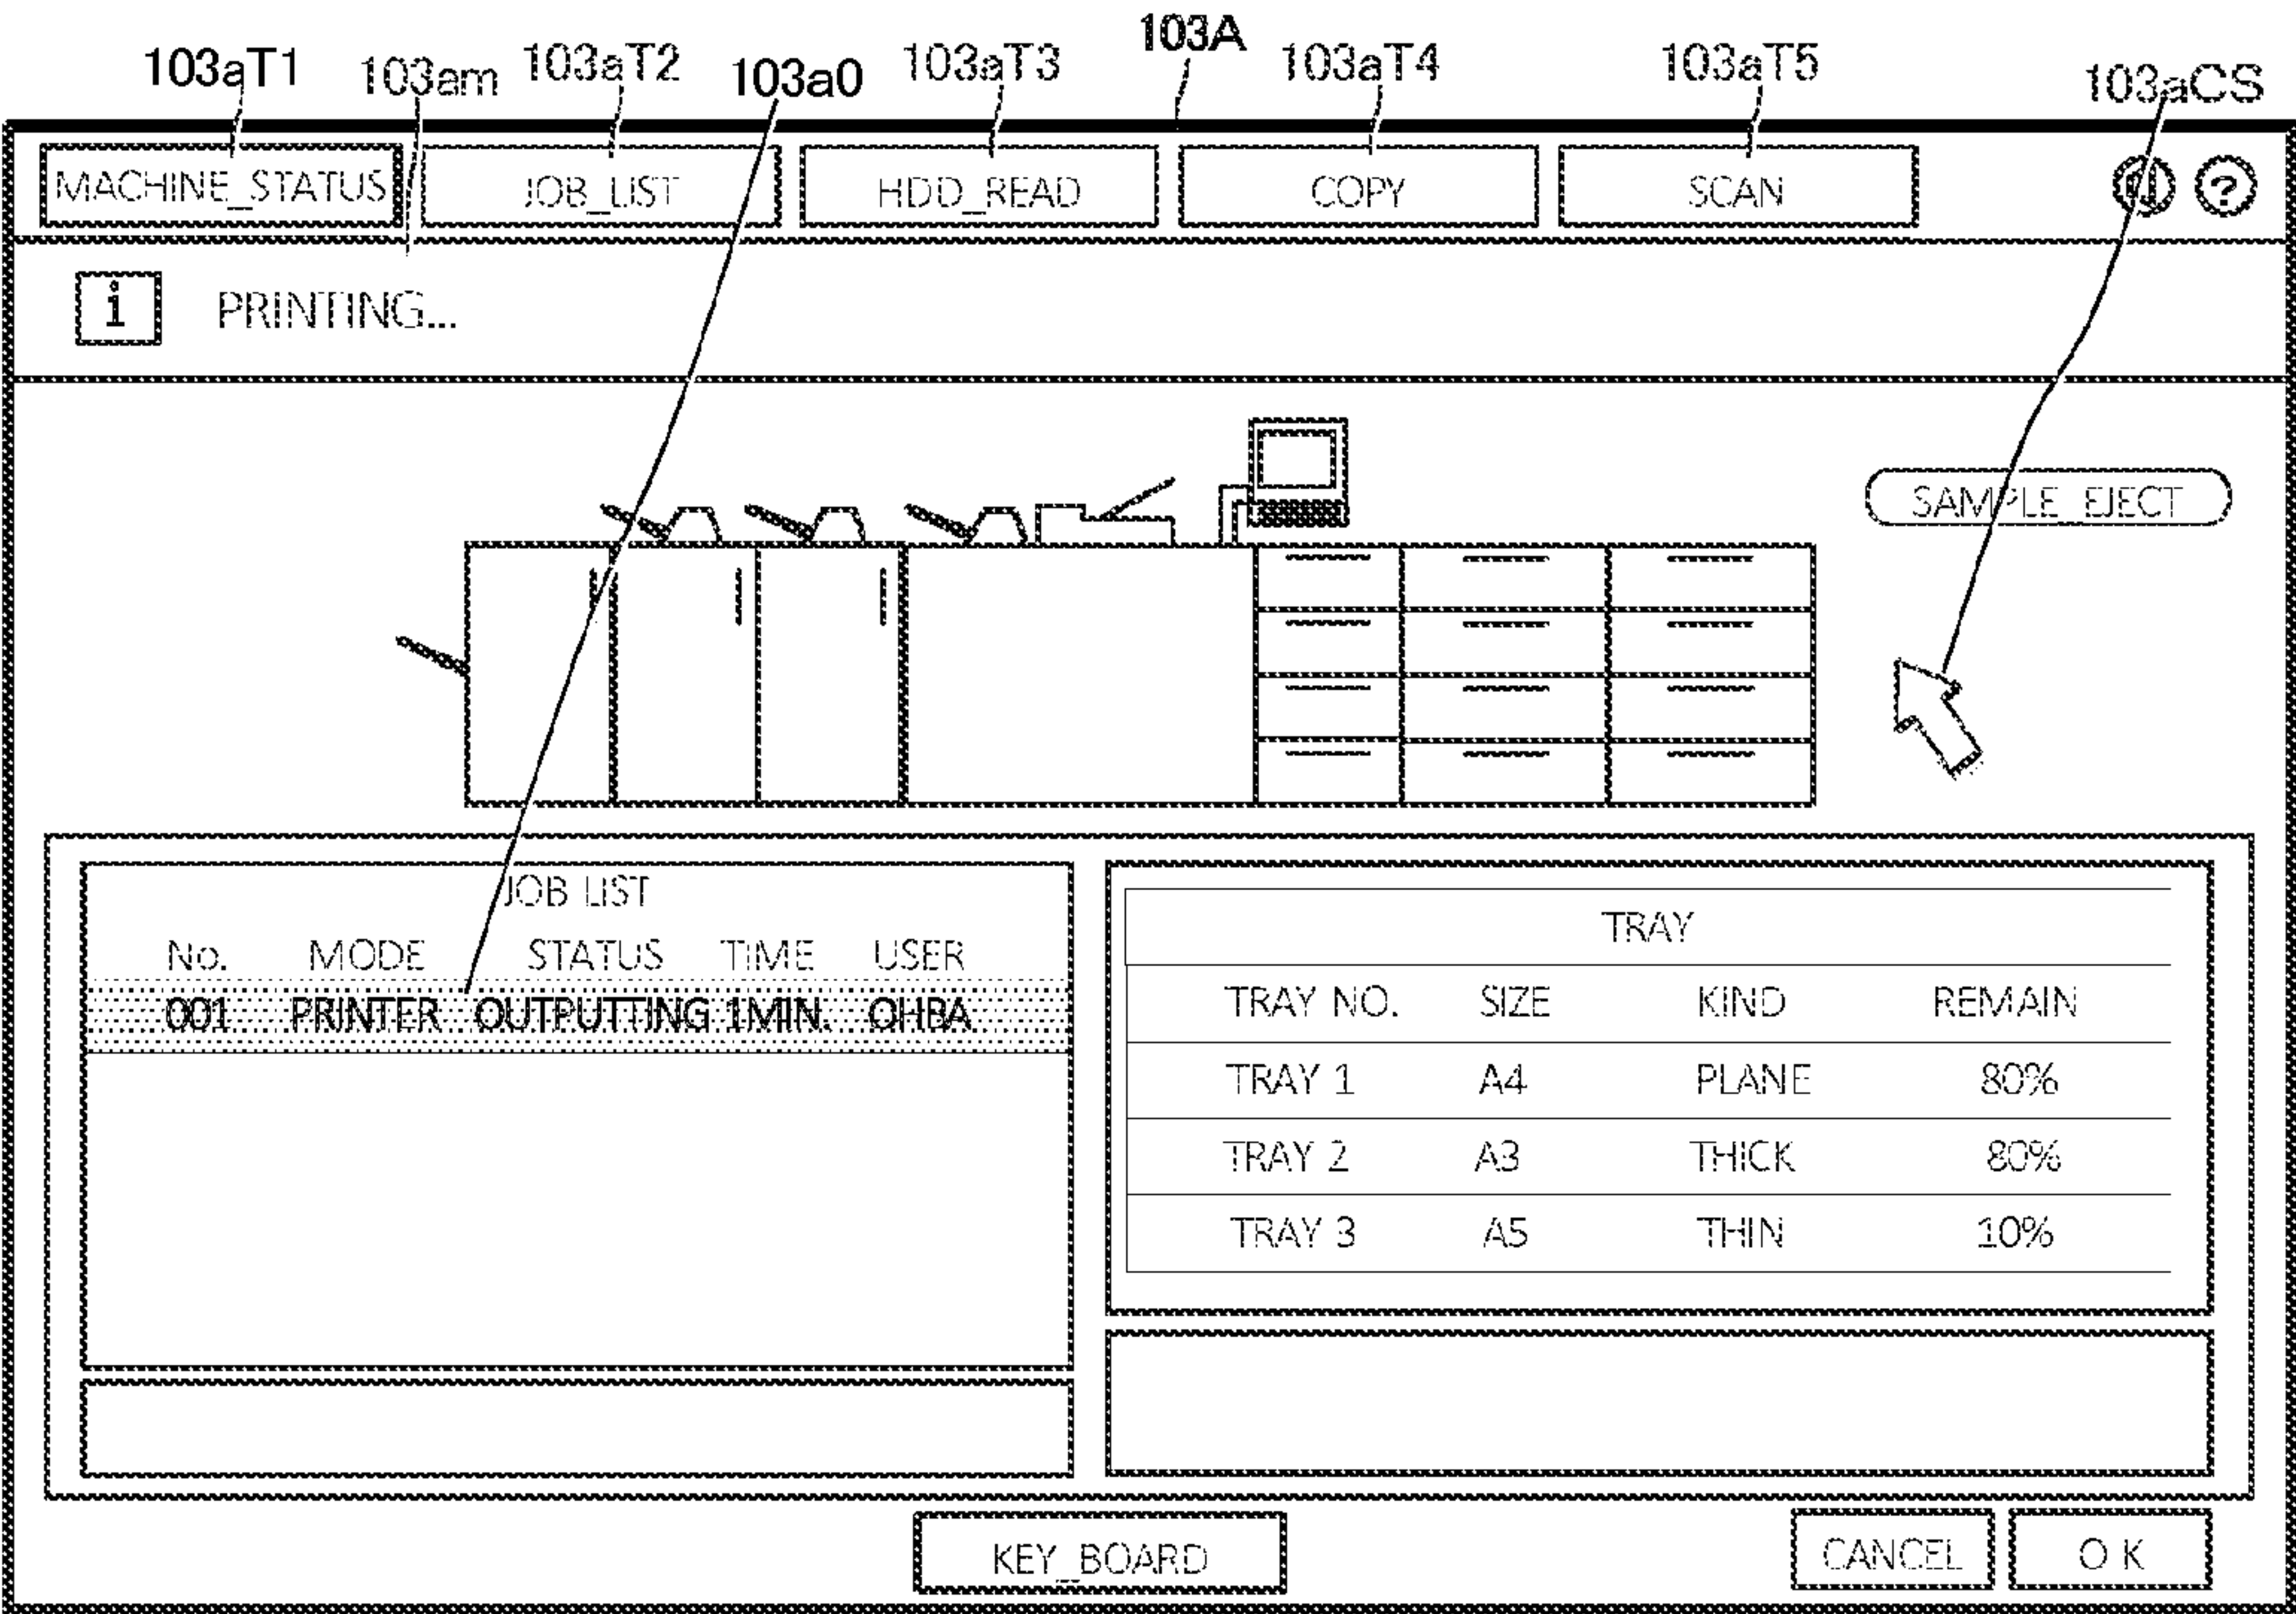 103A
103aT1 103am 103aT2 103a0 103aT3 103aT4 103aT5 103aCS
MACHINE_STATUS JOB_LIST HDD_READ COPY SCAN ?
i PRINTING...
SAMPLE EJECT
JOB LIST
No. MODE STATUS TIME USER
001 PRINTER OUTPUTTING 1MIN. OHBA
TRAY
TRAY NO. SIZE KIND REMAIN
TRAY 1 A4 PLANE 80%
TRAY 2 A3 THICK 80%
TRAY 3 A5 THIN 10%
KEY_BOARD CANCEL O K